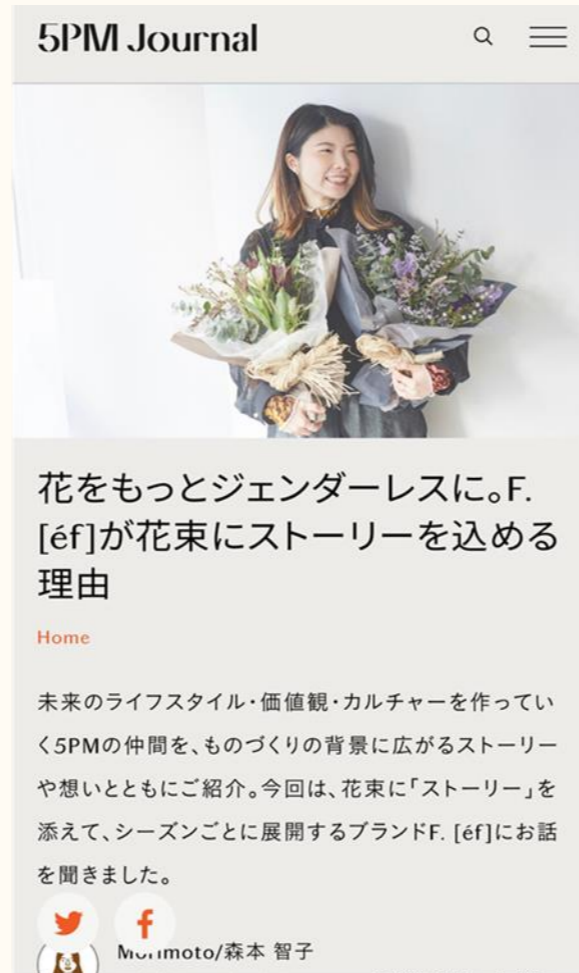 5PM Journal
花をもっとジェンダーレスに。F.
[éf]が花束にストーリーを込める
理由
Home
未来のライフスタイル・価値観・カルチャーを作ってい
く5PMの仲間を、ものづくりの背景に広がるストーリー
や想いとともにご紹介。今回は、花束に「ストーリー」を
添えて、シーズンごとに展開するブランドF. [éf]にお話
を聞きました。
Morimoto/森本 智子